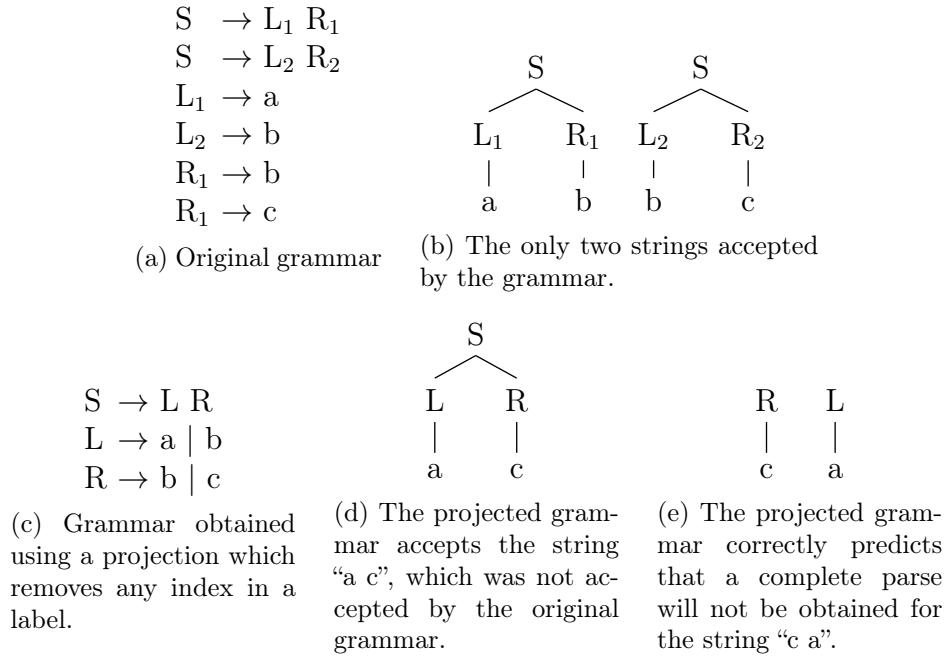 S → L₁ R₁
S → L₂ R₂
L₁ → a
L₂ → b
R₁ → b
R₁ → c
(a) Original grammar
S S
L₁ R₁ L₂ R₂
a b b c
(b) The only two strings accepted
by the grammar.
S → L R
L → a | b
R → b | c
(c) Grammar obtained
using a projection which
removes any index in a
label.
S
L R
a c
(d) The projected gram-
mar accepts the string
“a c”, which was not ac-
cepted by the original
grammar.
R L
c a
(e) The projected gram-
mar correctly predicts
that a complete parse
will not be obtained for
the string “c a”.